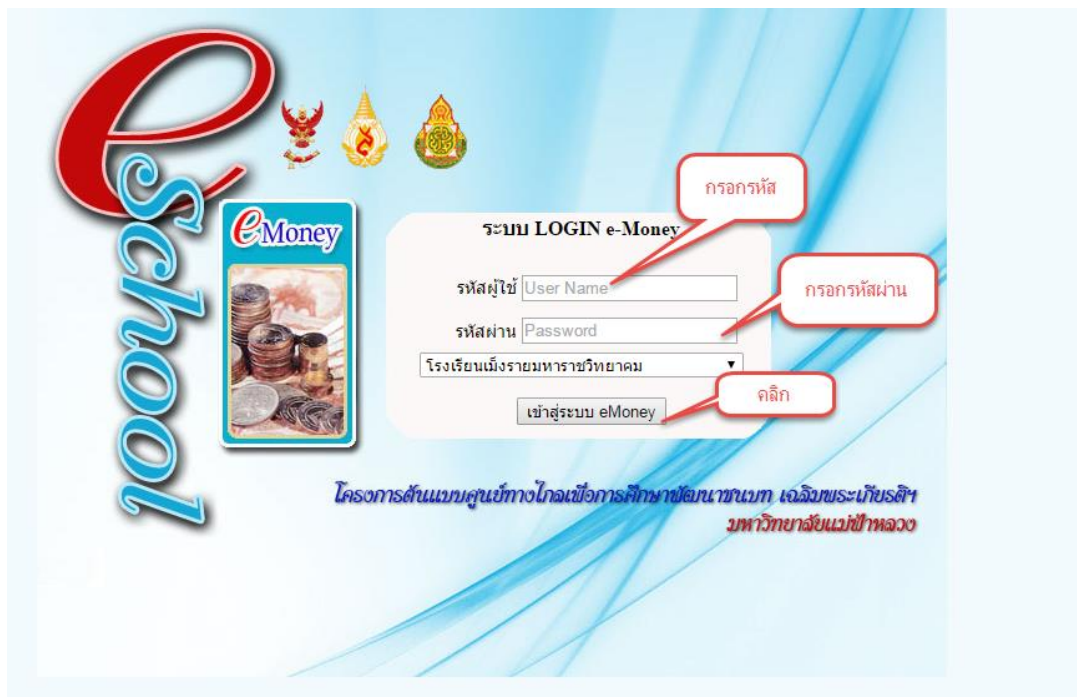 eSchool
eMoney
กรอกรหัส
ระบบ LOGIN e-Money
รหัสผู้ใช้ User Name
กรอกรหัสผ่าน
รหัสผ่าน Password
โรงเรียนเม็งรายมหาราชวิทยาคม
คลิก
เข้าสู่ระบบ eMoney
โครงการต้นแบบศูนย์ทางไกลเพื่อการศึกษาพัฒนาชนบท เฉลิมพระเกียรติฯ
มหาวิทยาลัยแม่ฟ้าหลวง